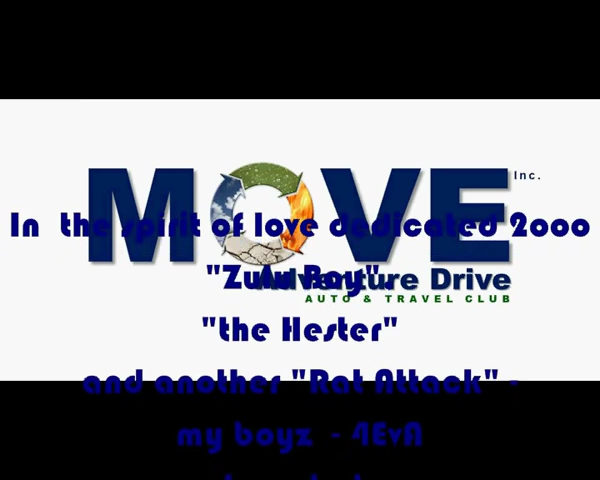 MOVE
Inc.
In the spirit of love dedicated 2ooo
"Zulu Boy",
Adventure Drive
AUTO & TRAVEL CLUB
"the Hester"
and another "Rat Attack" -
my boyz - 4EvA